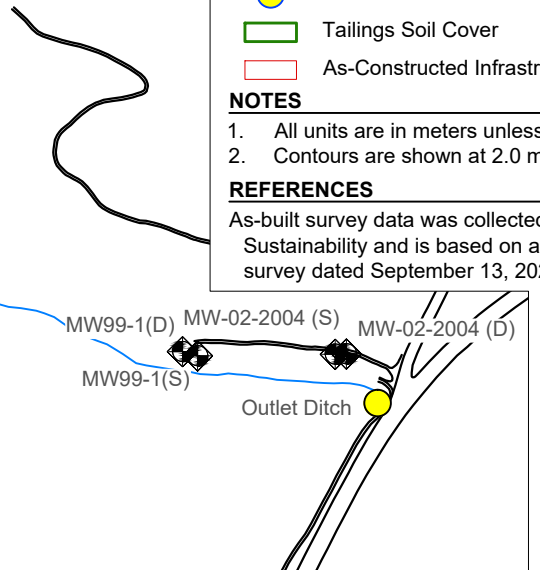 Tailings Soil Cover
As-Constructed
NOTES
1. All units are in meters unless
2. Contours are shown at 2.0 m
REFERENCES
As-built survey data was collected
Sustainability and is based on a
survey dated September 13,
MW99-1(D)
MW-02-2004 (S)
MW-02-2004 (D)
MW99-1(S)
Outlet Ditch